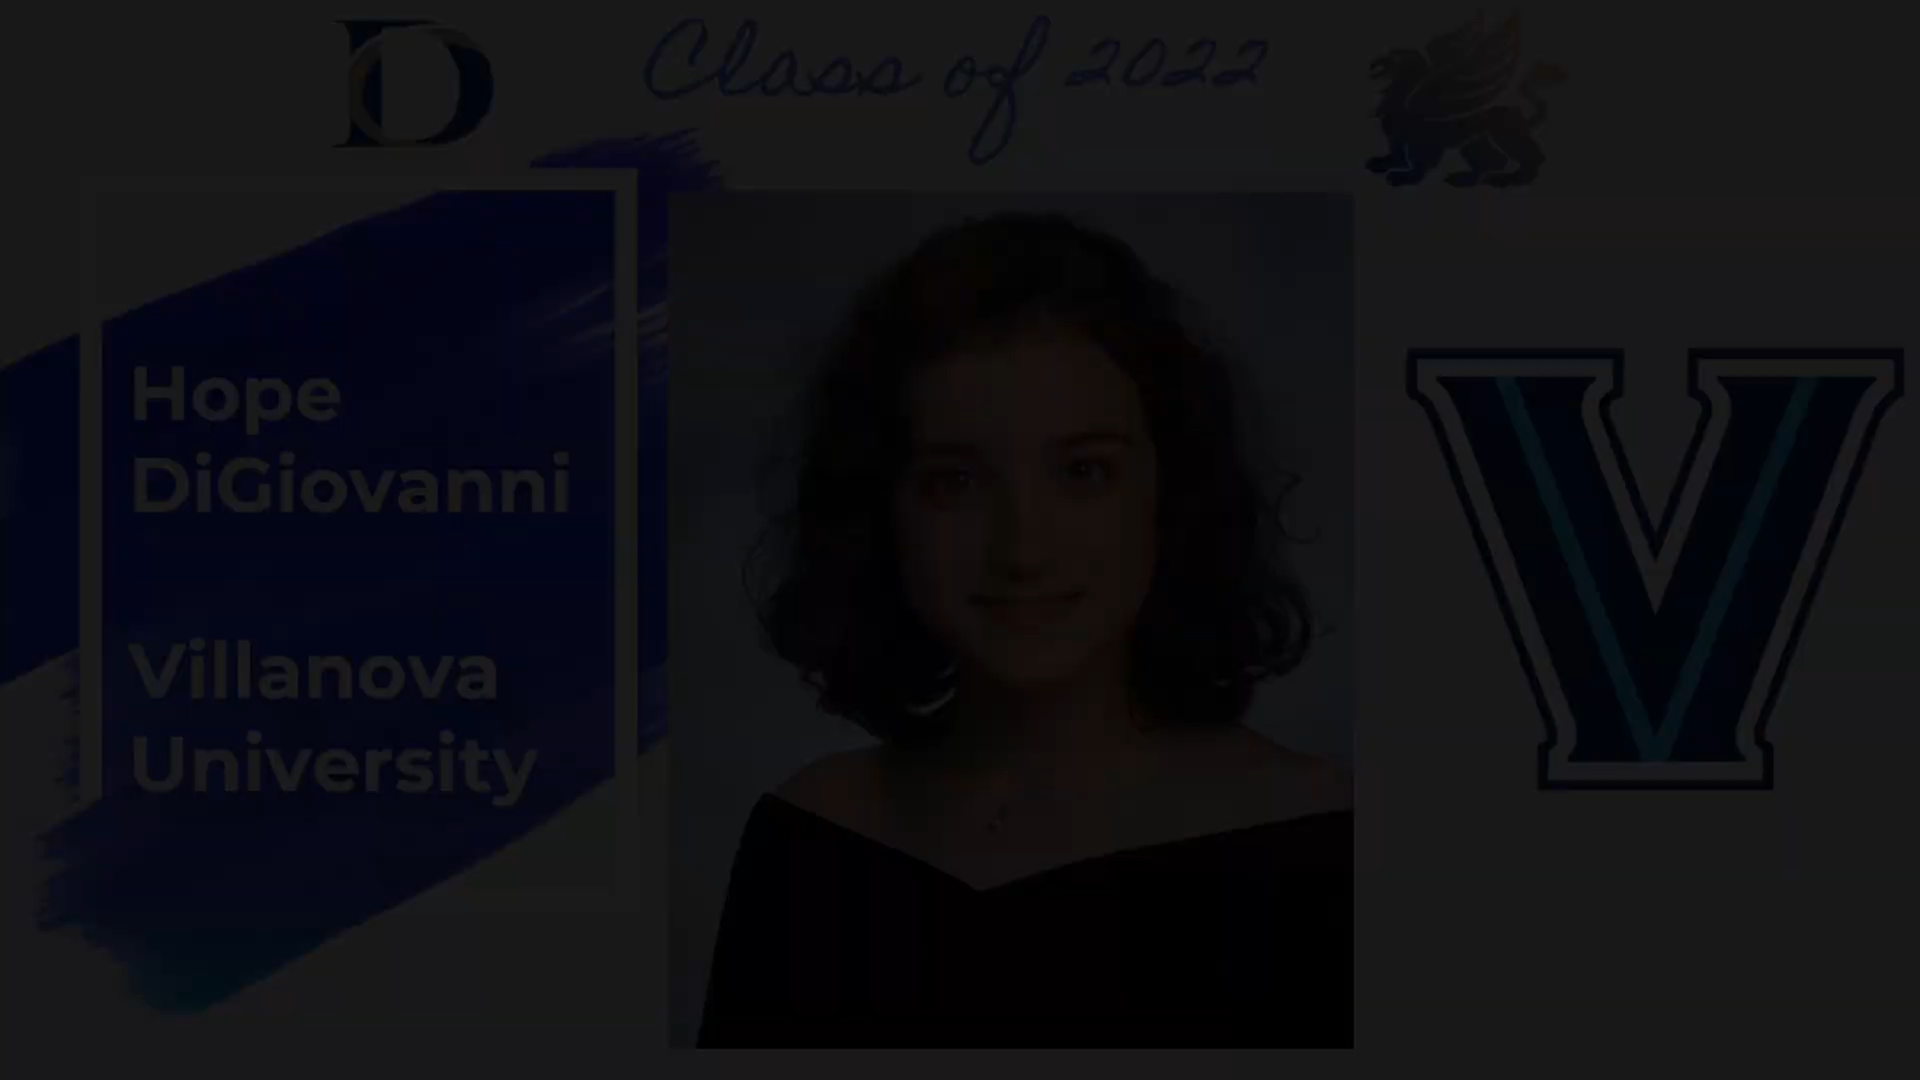 Class of 2022
Hope
DiGiovanni
Villanova
University
V